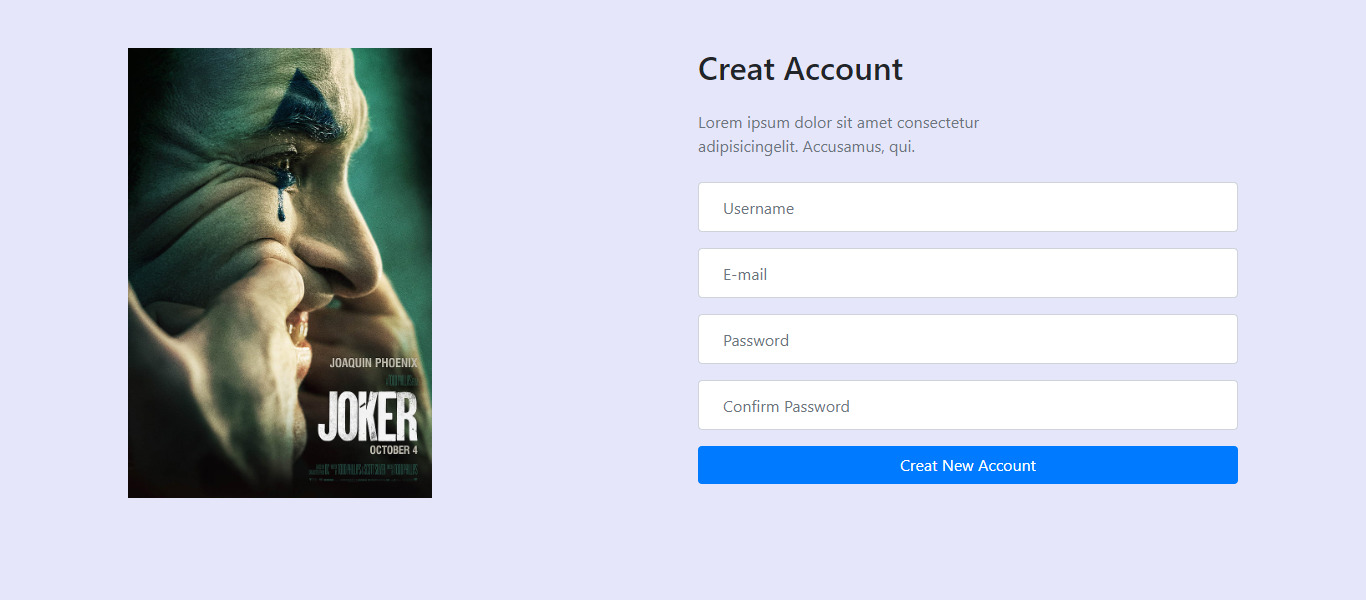 Creat Account
Lorem ipsum dolor sit amet consectetur
adipisicingelit. Accusamus, qui.
Username
E-mail
Password
Confirm Password
Creat New Account
JOAQUIN PHOENIX
JOKER
OCTOBER 4